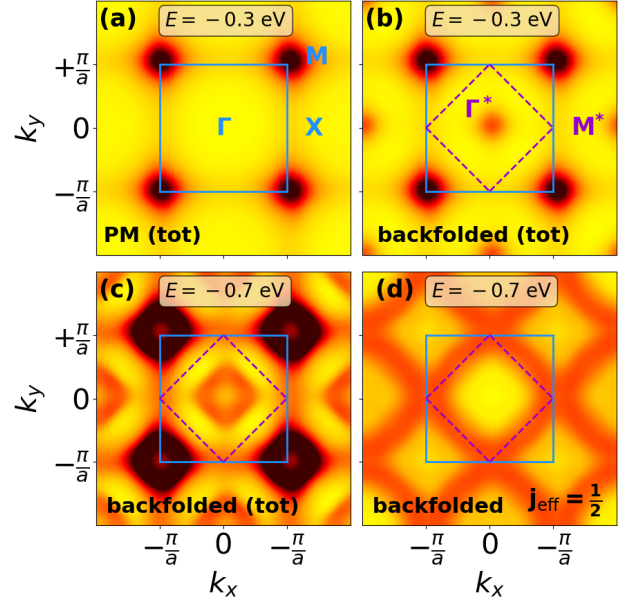 (a) E = −0.3 eV
M
Γ
X
PM (tot)
(b) E = −0.3 eV
Γ*
M*
backfolded (tot)
+π/a
0
−π/a
k_y
(c) E = −0.7 eV
backfolded (tot)
(d) E = −0.7 eV
backfolded j_eff = 1/2
+π/a
0
−π/a
k_y
−π/a 0 −π/a
k_x
−π/a 0 −π/a
k_x